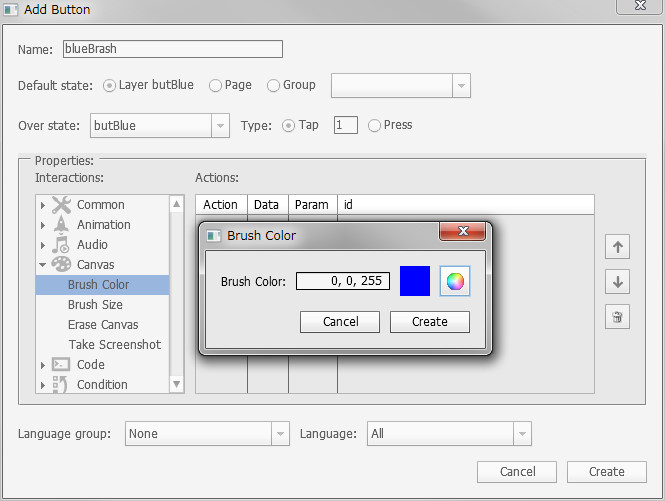 Add Button
Name: blueBrash
Default state: Layer butBlue Page Group
Over state: butBlue Type: Tap 1 Press
Properties:
Interactions: Actions:
Common
Animation
Audio
Canvas
Brush Color
Brush Size
Erase Canvas
Take Screenshot
Code
Condition
Action Data Param id
Brush Color
Brush Color: 0, 0, 255
Cancel Create
Language group: None Language: All
Cancel Create